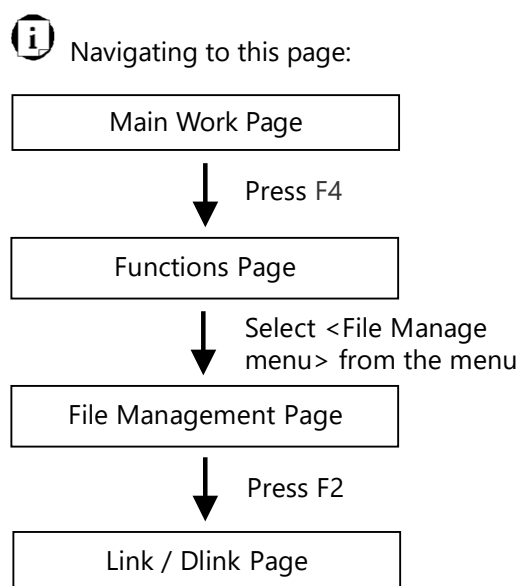 i
Navigating to this page:
Main Work Page
Press F4
Functions Page
Select <File Manage
menu> from the menu
File Management Page
Press F2
Link / Dlink Page